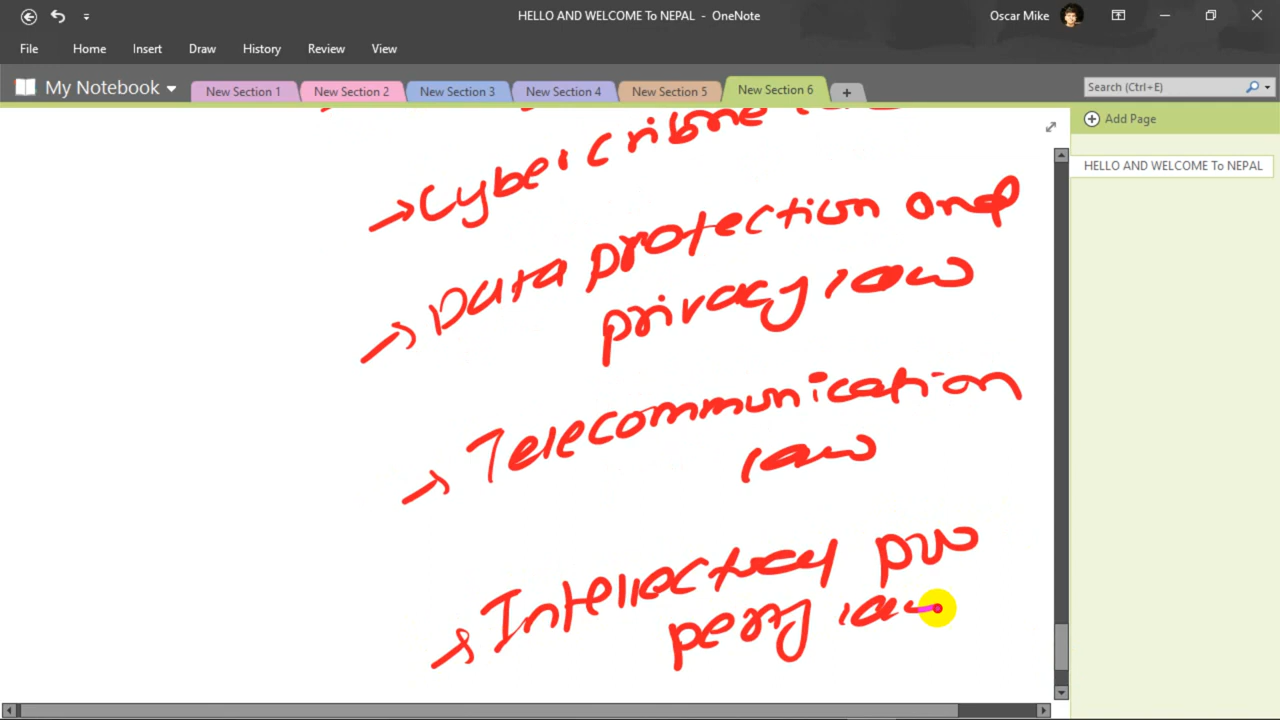 HELLO AND WELCOME To NEPAL - OneNote
Oscar Mike
File Home Insert Draw History Review View
My Notebook
New Section 1 New Section 2 New Section 3 New Section 4 New Section 5 New Section 6 +
Search (Ctrl+E)
Add Page
HELLO AND WELCOME To NEPAL
→ Cyber
→ Data protection and
privacy law
→ Telecommunication
law
→ Intellectual pro
perty law